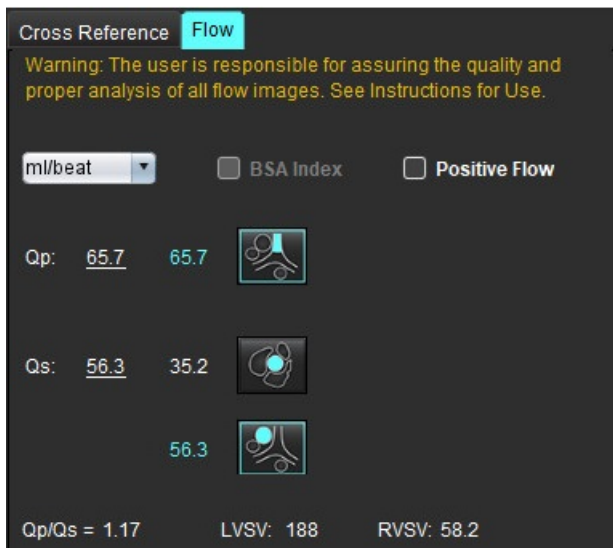 Cross Reference Flow
Warning: The user is responsible for assuring the quality and
proper analysis of all flow images. See Instructions for Use.
ml/beat BSA Index Positive Flow
Qp: 65.7 65.7
Qs: 56.3 35.2
56.3
Qp/Qs = 1.17 LVSV: 188 RVSV: 58.2